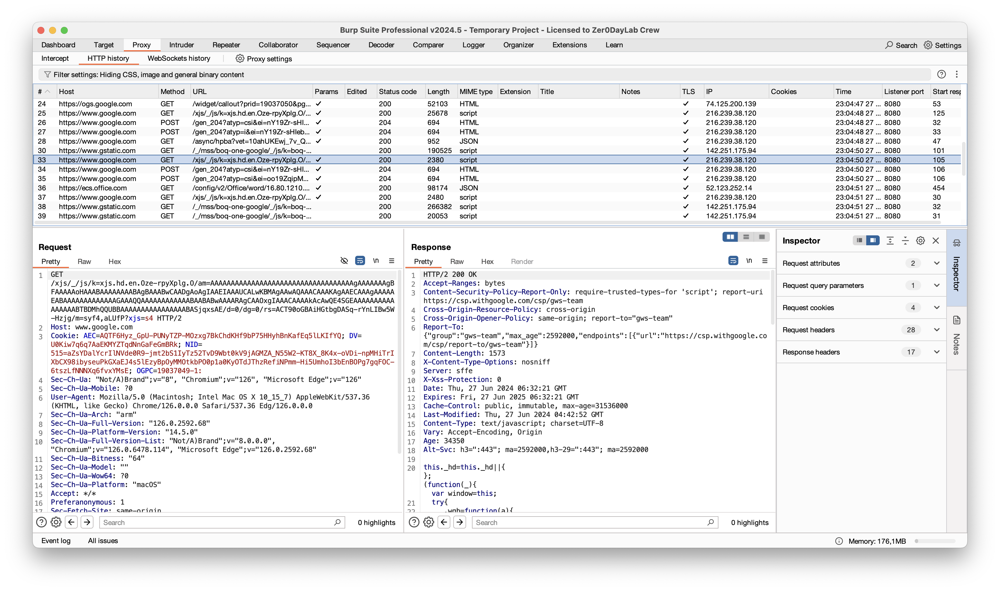 Burp Suite Professional v2024.5 - Temporary Project - Licensed to Zer0DayLab Crew
Dashboard Target Proxy Intruder Repeater Collaborator Sequencer Decoder Comparer Logger Organizer Extensions Learn Search Settings
Intercept HTTP history WebSockets history Proxy settings
Filter settings: Hiding CSS, image and general binary content
# Host Method URL Params Edited Status code Length MIME type Extension Title Notes TLS IP Cookies Time Listener port Start resp
24 https://ogs.google.com GET /widget/callout?prid=19037050&pg... ✓ 200 52103 HTML ✓ 74.125.200.139 23:04:47 27 ... 8080 53
25 https://www.google.com GET /xjs/_/js/k=xjs.hd.en.Oze-rpyXplg.O/... ✓ 200 25678 script ✓ 216.239.38.120 23:04:48 27 ... 8080 125
26 https://www.google.com POST /gen_204?atyp=csi&ei=nY19Zr-sHI... ✓ 204 694 HTML ✓ 216.239.38.120 23:04:48 27 ... 8080 32
27 https://www.google.com POST /gen_204?atyp=i&ei=nY19Zr-sHIeb... ✓ 204 694 HTML ✓ 216.239.38.120 23:04:48 27 ... 8080 33
28 https://www.google.com GET /async/hpba?vet=10ahUKEwj_7v_Q... ✓ 200 952 JSON ✓ 216.239.38.120 23:04:48 27 ... 8080 47
30 https://www.gstatic.com GET /_/mss/boq-one-google/_/js/k=boq-... 200 190525 script ✓ 142.251.175.94 23:04:50 27 ... 8080 101
33 https://www.google.com GET /xjs/_/js/k=xjs.hd.en.Oze-rpyXplg.O/... ✓ 200 2380 script ✓ 216.239.38.120 23:04:50 27 ... 8080 105
34 https://www.google.com POST /gen_204?atyp=csi&ei=nY19Zr-sHI... ✓ 204 694 HTML ✓ 216.239.38.120 23:04:50 27 ... 8080 106
35 https://www.google.com POST /gen_204?atyp=csi&ei=oo19ZqipM... ✓ 204 694 HTML ✓ 216.239.38.120 23:04:50 27 ... 8080 106
36 https://ecs.office.com GET /config/v2/Office/word/16.80.1210.... ✓ 200 98174 JSON ✓ 52.123.252.14 23:04:51 27 ... 8080 454
37 https://www.google.com GET /xjs/_/js/k=xjs.hd.en.Oze-rpyXplg.O/... ✓ 200 2480 script ✓ 216.239.38.120 23:04:51 27 ... 8080 30
38 https://www.gstatic.com GET /_/mss/boq-one-google/_/js/k=boq-... 200 266382 script ✓ 142.251.175.94 23:04:51 27 ... 8080 32
39 https://www.gstatic.com GET /_/mss/boq-one-google/_/js/k=boq-... 200 20053 script ✓ 142.251.175.94 23:04:51 27 ... 8080 31
Request
Pretty Raw Hex \n
1 GET
/xjs/_/js/k=xjs.hd.en.Oze-rpyXplg.O/am=AAAAAAAAAAAAAAAAAAAAAAAAAAAAAAAAAAAgAAAAAAAgB
FAAAAAoHAAABAAAAAAAABAgBAAABwCAADgAoAgIAAEIAAAUCALwKBMAgAAwAQAAACAAAKAgAAECAAAgAAAAA
EABAAAAAAAAAAAAAGAAAQQAAAAAAAAAAAABAABABwAAAARAgCAAOxgIAAACAAAAkAcAwQE4SGEAAAAAAAAAA
AAAAAABTBDMhQQUBBAAAAAAAAAAAAAAAABASjqxsAE/d=0/dg=0/rs=ACT90oGBAiHGtbgDASq-rYnLIBw5W
-Hzjg/m=syf4,aLUfP?xjs=s4 HTTP/2
2 Host: www.google.com
3 Cookie: AEC=AQTF6Hyz_GpU-PUNyTZP-MOzxg7BkChdKHf9bP75HHyhBnKafEq5lLKIfYQ; DV=
U0Kiw7q6q7AaEKMYZTqdNnGaFeGmBRk; NID=
515=aZsYDalYcrIlNVde0R9-jmt2bS1IyTz52TvD9Wbt0kV9jAGMZA_N55W2-KT8X_8K4x-oVDi-npMHiTrI
XbCX98ibyseuPkGXaEJ4s5lEzyBpOyMMOtkbPO0p1a0KyOTdJThzRefiNPmm-Hi5UmhoI3bEnBOPg7gqFOC-
6tszLfNNNXq6fvxYMsE; OGPC=19037049-1:
4 Sec-Ch-Ua: "Not/A)Brand";v="8", "Chromium";v="126", "Microsoft Edge";v="126"
5 Sec-Ch-Ua-Mobile: ?0
6 User-Agent: Mozilla/5.0 (Macintosh; Intel Mac OS X 10_15_7) AppleWebKit/537.36
(KHTML, like Gecko) Chrome/126.0.0.0 Safari/537.36 Edg/126.0.0.0
7 Sec-Ch-Ua-Arch: "arm"
8 Sec-Ch-Ua-Full-Version: "126.0.2592.68"
9 Sec-Ch-Ua-Platform-Version: "14.5.0"
10 Sec-Ch-Ua-Full-Version-List: "Not/A)Brand";v="8.0.0.0",
"Chromium";v="126.0.6478.114", "Microsoft Edge";v="126.0.2592.68"
11 Sec-Ch-Ua-Bitness: "64"
12 Sec-Ch-Ua-Model: ""
13 Sec-Ch-Ua-Wow64: ?0
14 Sec-Ch-Ua-Platform: "macOS"
15 Accept: */*
16 Preferanonymous: 1
17 Sec-Fetch-Site: same-origin
Search 0 highlights
Response
Pretty Raw Hex Render \n
1 HTTP/2 200 OK
2 Accept-Ranges: bytes
3 Content-Security-Policy-Report-Only: require-trusted-types-for 'script'; report-uri
https://csp.withgoogle.com/csp/gws-team
4 Cross-Origin-Resource-Policy: cross-origin
5 Cross-Origin-Opener-Policy: same-origin; report-to="gws-team"
6 Report-To:
{"group":"gws-team","max_age":2592000,"endpoints":[{"url":"https://csp.withgoogle.co
m/csp/report-to/gws-team"}]}
7 Content-Length: 1573
8 X-Content-Type-Options: nosniff
9 Server: sffe
10 X-Xss-Protection: 0
11 Date: Thu, 27 Jun 2024 06:32:21 GMT
12 Expires: Fri, 27 Jun 2025 06:32:21 GMT
13 Cache-Control: public, immutable, max-age=31536000
14 Last-Modified: Thu, 27 Jun 2024 04:42:52 GMT
15 Content-Type: text/javascript; charset=UTF-8
16 Vary: Accept-Encoding, Origin
17 Age: 34350
18 Alt-Svc: h3=":443"; ma=2592000,h3-29=":443"; ma=2592000
19
20 this._hd=this._hd||{
};
(function(_){
var window=this;
21 try{
22 _.wgb=function(a){
Search 0 highlights
Inspector
Request attributes 2
Request query parameters 1
Request cookies 4
Request headers 28
Response headers 17
Inspector
Notes
Event log All issues Memory: 176,1MB